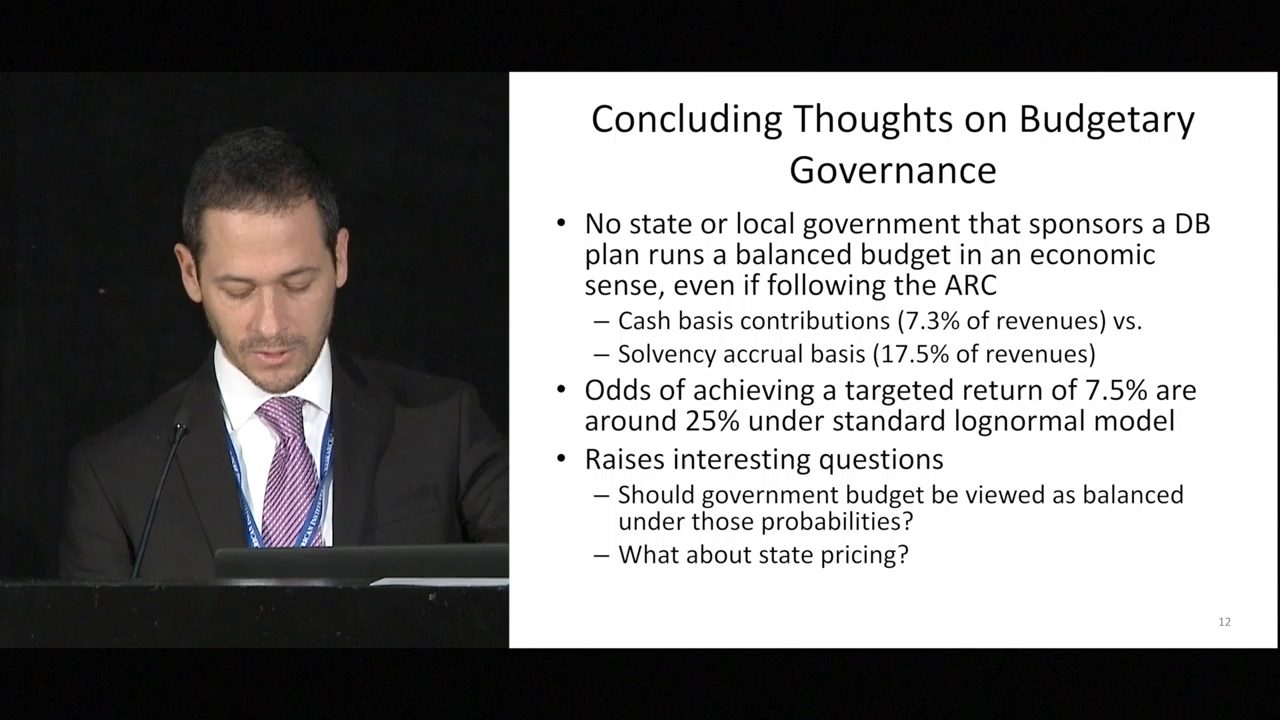 Concluding Thoughts on Budgetary
Governance
• No state or local government that sponsors a DB
plan runs a balanced budget in an economic
sense, even if following the ARC
– Cash basis contributions (7.3% of revenues) vs.
– Solvency accrual basis (17.5% of revenues)
• Odds of achieving a targeted return of 7.5% are
around 25% under standard lognormal model
• Raises interesting questions
– Should government budget be viewed as balanced
under those probabilities?
– What about state pricing?
12